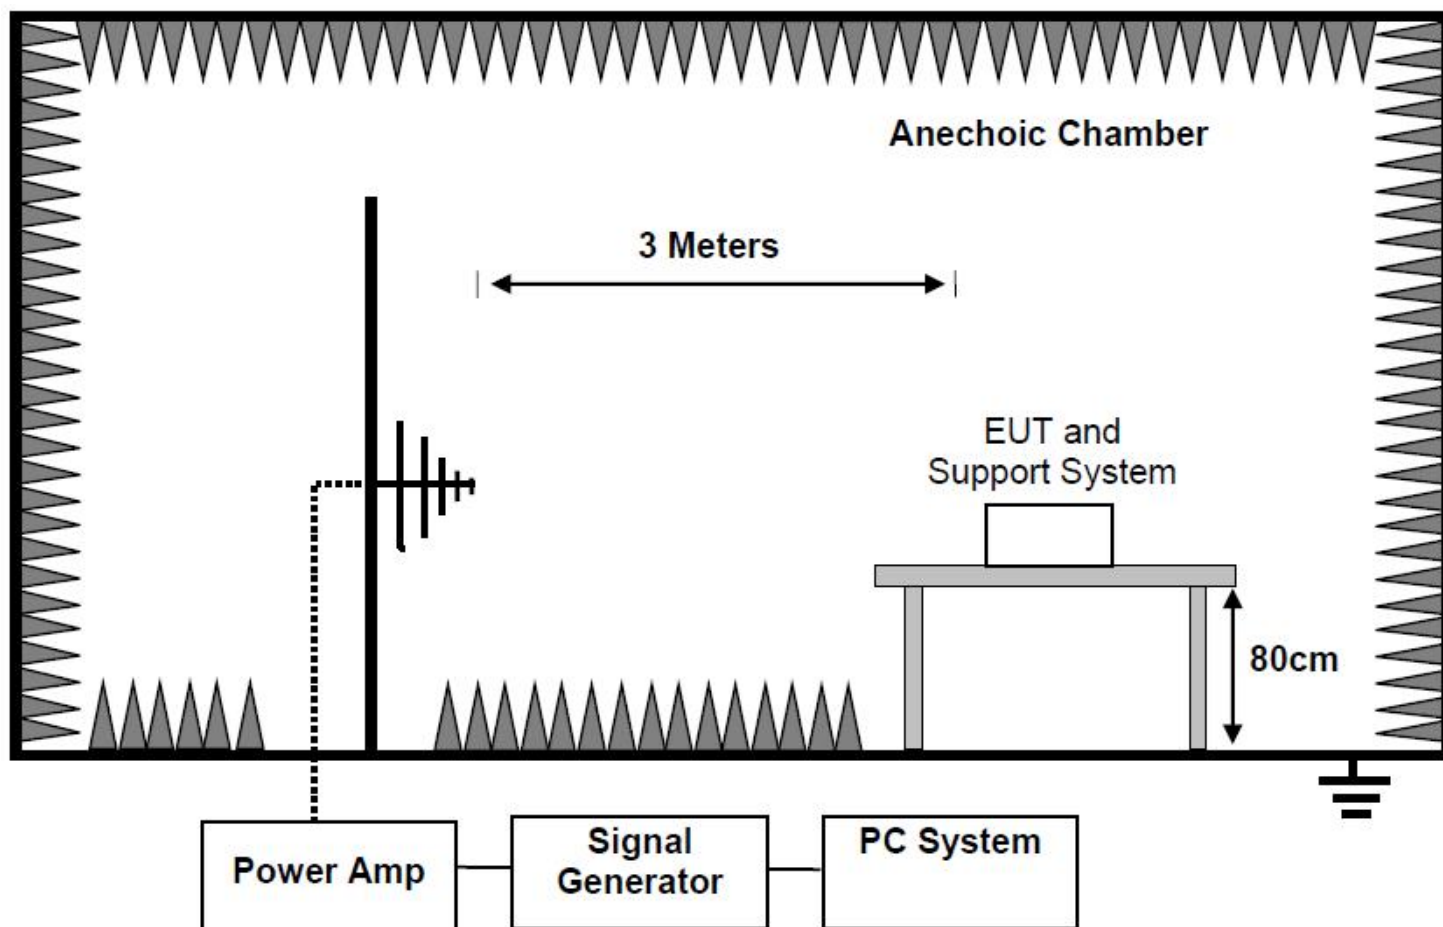 Anechoic Chamber
3 Meters
EUT and
Support System
80cm
Power Amp
Signal
Generator
PC System